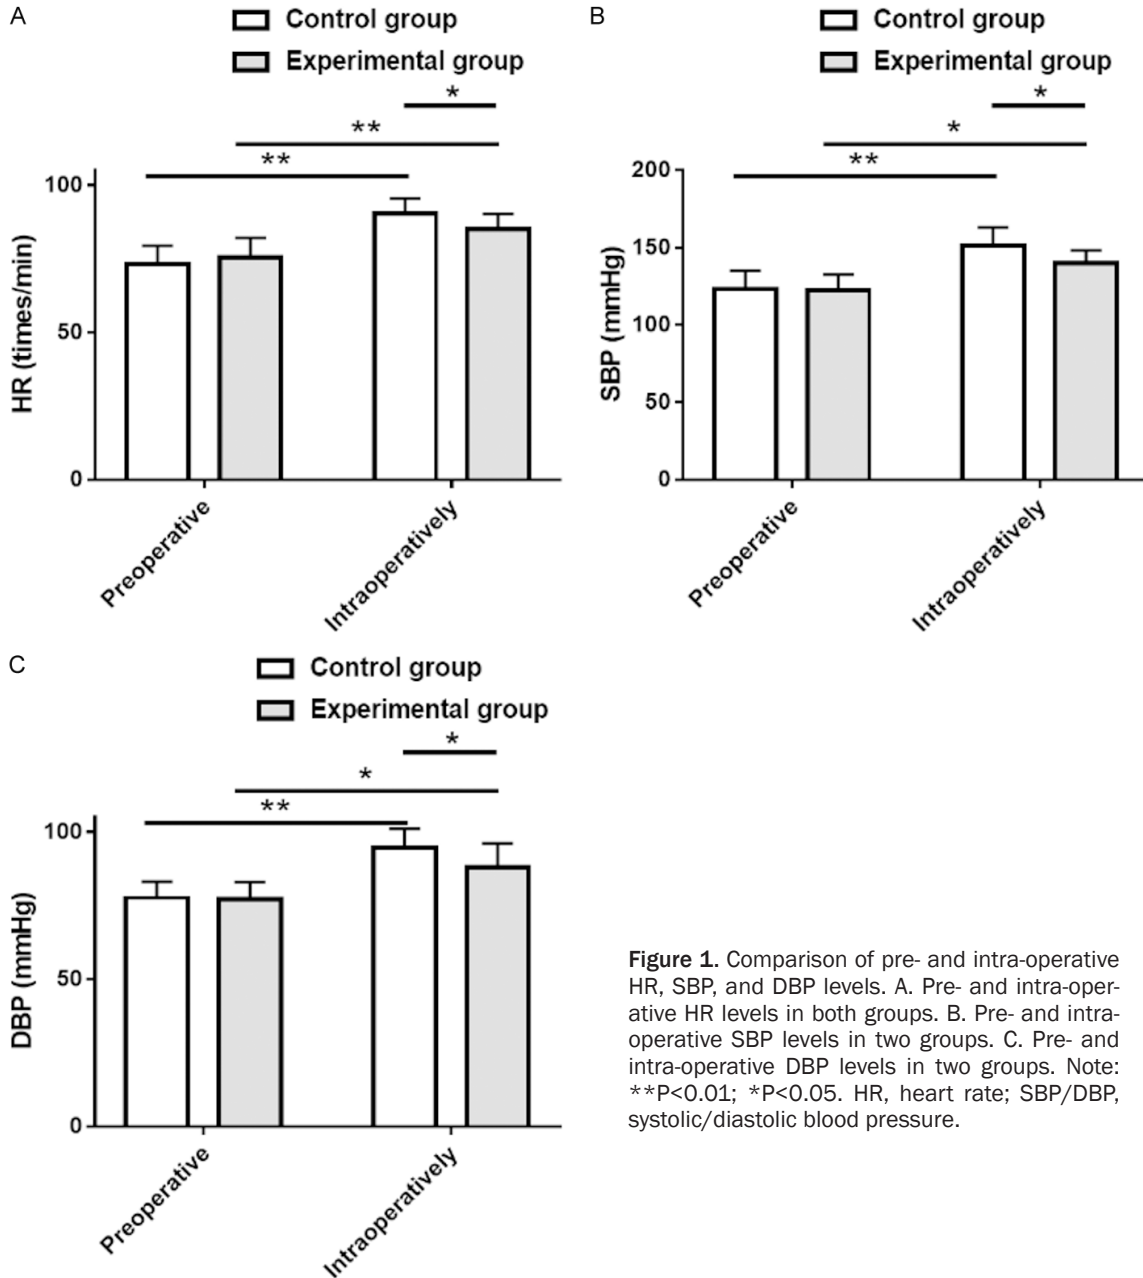 A
Control group
Experimental group
*
**
**
100
50
0
HR (times/min)
Preoperative
Intraoperatively
B
Control group
Experimental group
*
*
**
200
150
100
50
0
SBP (mmHg)
Preoperative
Intraoperatively
C
Control group
Experimental group
*
*
**
100
50
0
DBP (mmHg)
Preoperative
Intraoperatively
Figure 1. Comparison of pre- and intra-operative
HR, SBP, and DBP levels. A. Pre- and intra-oper-
ative HR levels in both groups. B. Pre- and intra-
operative SBP levels in two groups. C. Pre- and
intra-operative DBP levels in two groups. Note:
**P<0.01; *P<0.05. HR, heart rate; SBP/DBP,
systolic/diastolic blood pressure.